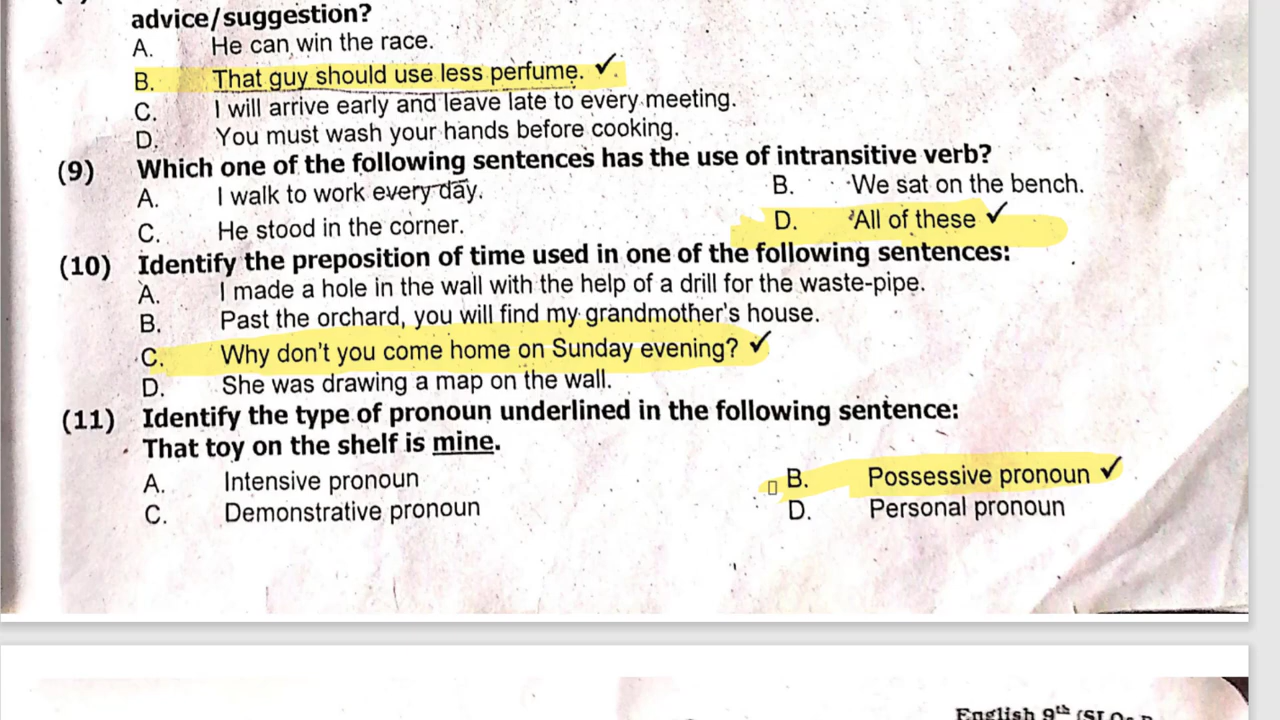 advice/suggestion?
A. He can win the race.
B. That guy should use less perfume. ✓
C. I will arrive early and leave late to every meeting.
D. You must wash your hands before cooking.
(9) Which one of the following sentences has the use of intransitive verb?
A. I walk to work every day. B. We sat on the bench.
C. He stood in the corner. D. All of these ✓
(10) Identify the preposition of time used in one of the following sentences:
A. I made a hole in the wall with the help of a drill for the waste-pipe.
B. Past the orchard, you will find my grandmother's house.
C. Why don't you come home on Sunday evening? ✓
D. She was drawing a map on the wall.
(11) Identify the type of pronoun underlined in the following sentence:
That toy on the shelf is mine.
A. Intensive pronoun B. Possessive pronoun ✓
C. Demonstrative pronoun D. Personal pronoun
English 9th